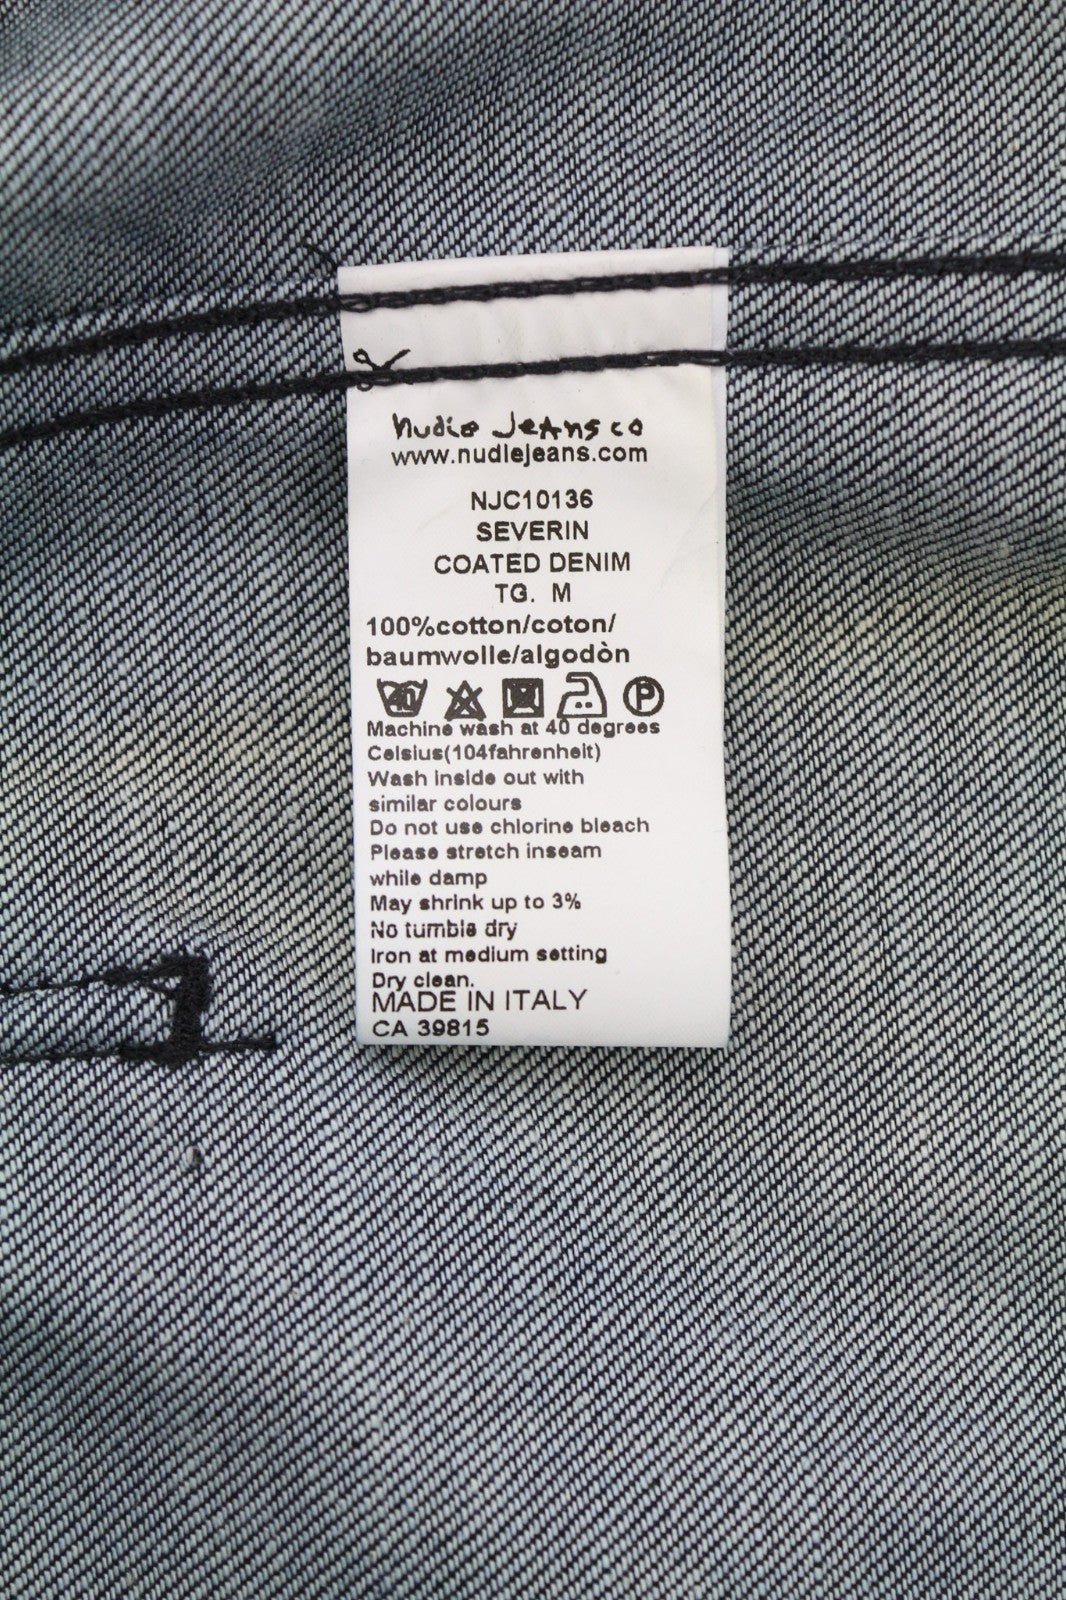 nudie jeans co
www.nudiejeans.com
NJC10136
SEVERIN
COATED DENIM
TG. M
100%cotton/coton/
baumwolle/algodòn
40 P
Machine wash at 40 degrees
Celsius(104fahrenheit)
Wash inside out with
similar colours
Do not use chlorine bleach
Please stretch inseam
while damp
May shrink up to 3%
No tumble dry
Iron at medium setting
Dry clean.
MADE IN ITALY
CA 39815